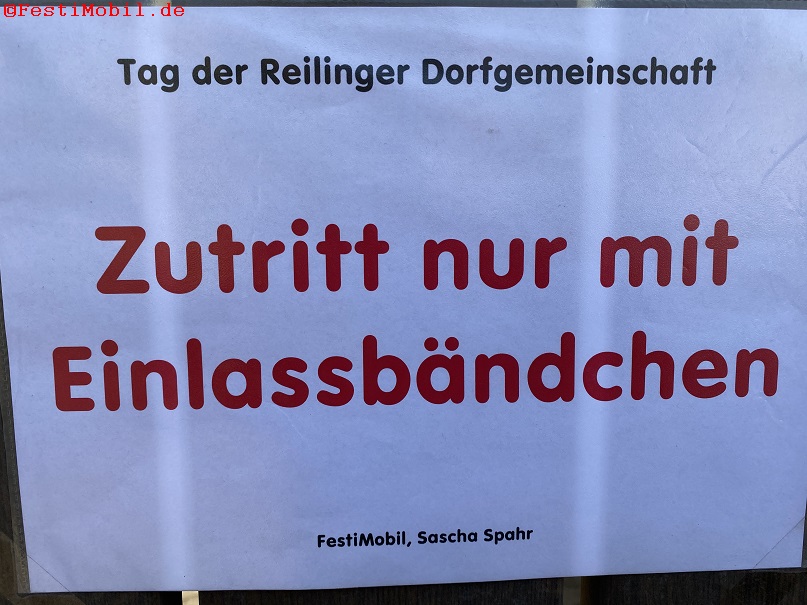 ©FestiMobil.de
Tag der Reilinger Dorfgemeinschaft
Zutritt nur mit
Einlassbändchen
FestiMobil, Sascha Spahr